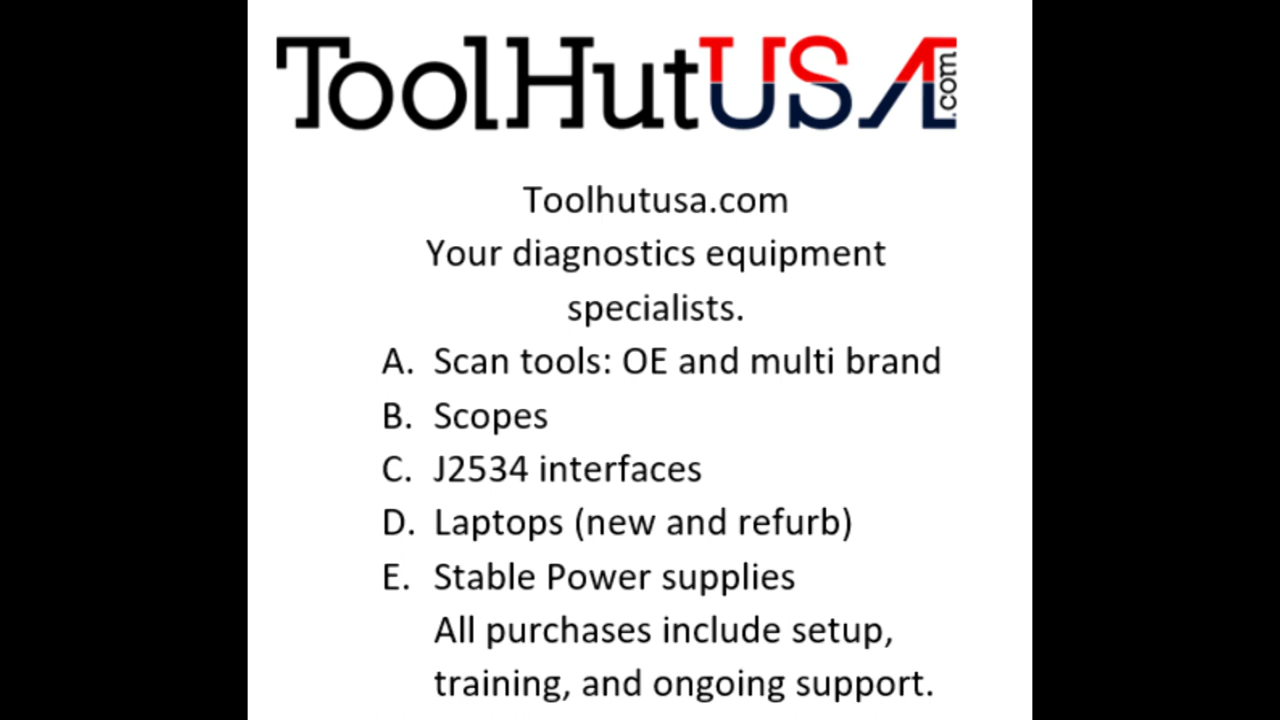 ToolHutUSA.com
Toolhutusa.com
Your diagnostics equipment
specialists.
A. Scan tools: OE and multi brand
B. Scopes
C. J2534 interfaces
D. Laptops (new and refurb)
E. Stable Power supplies
All purchases include setup,
training, and ongoing support.